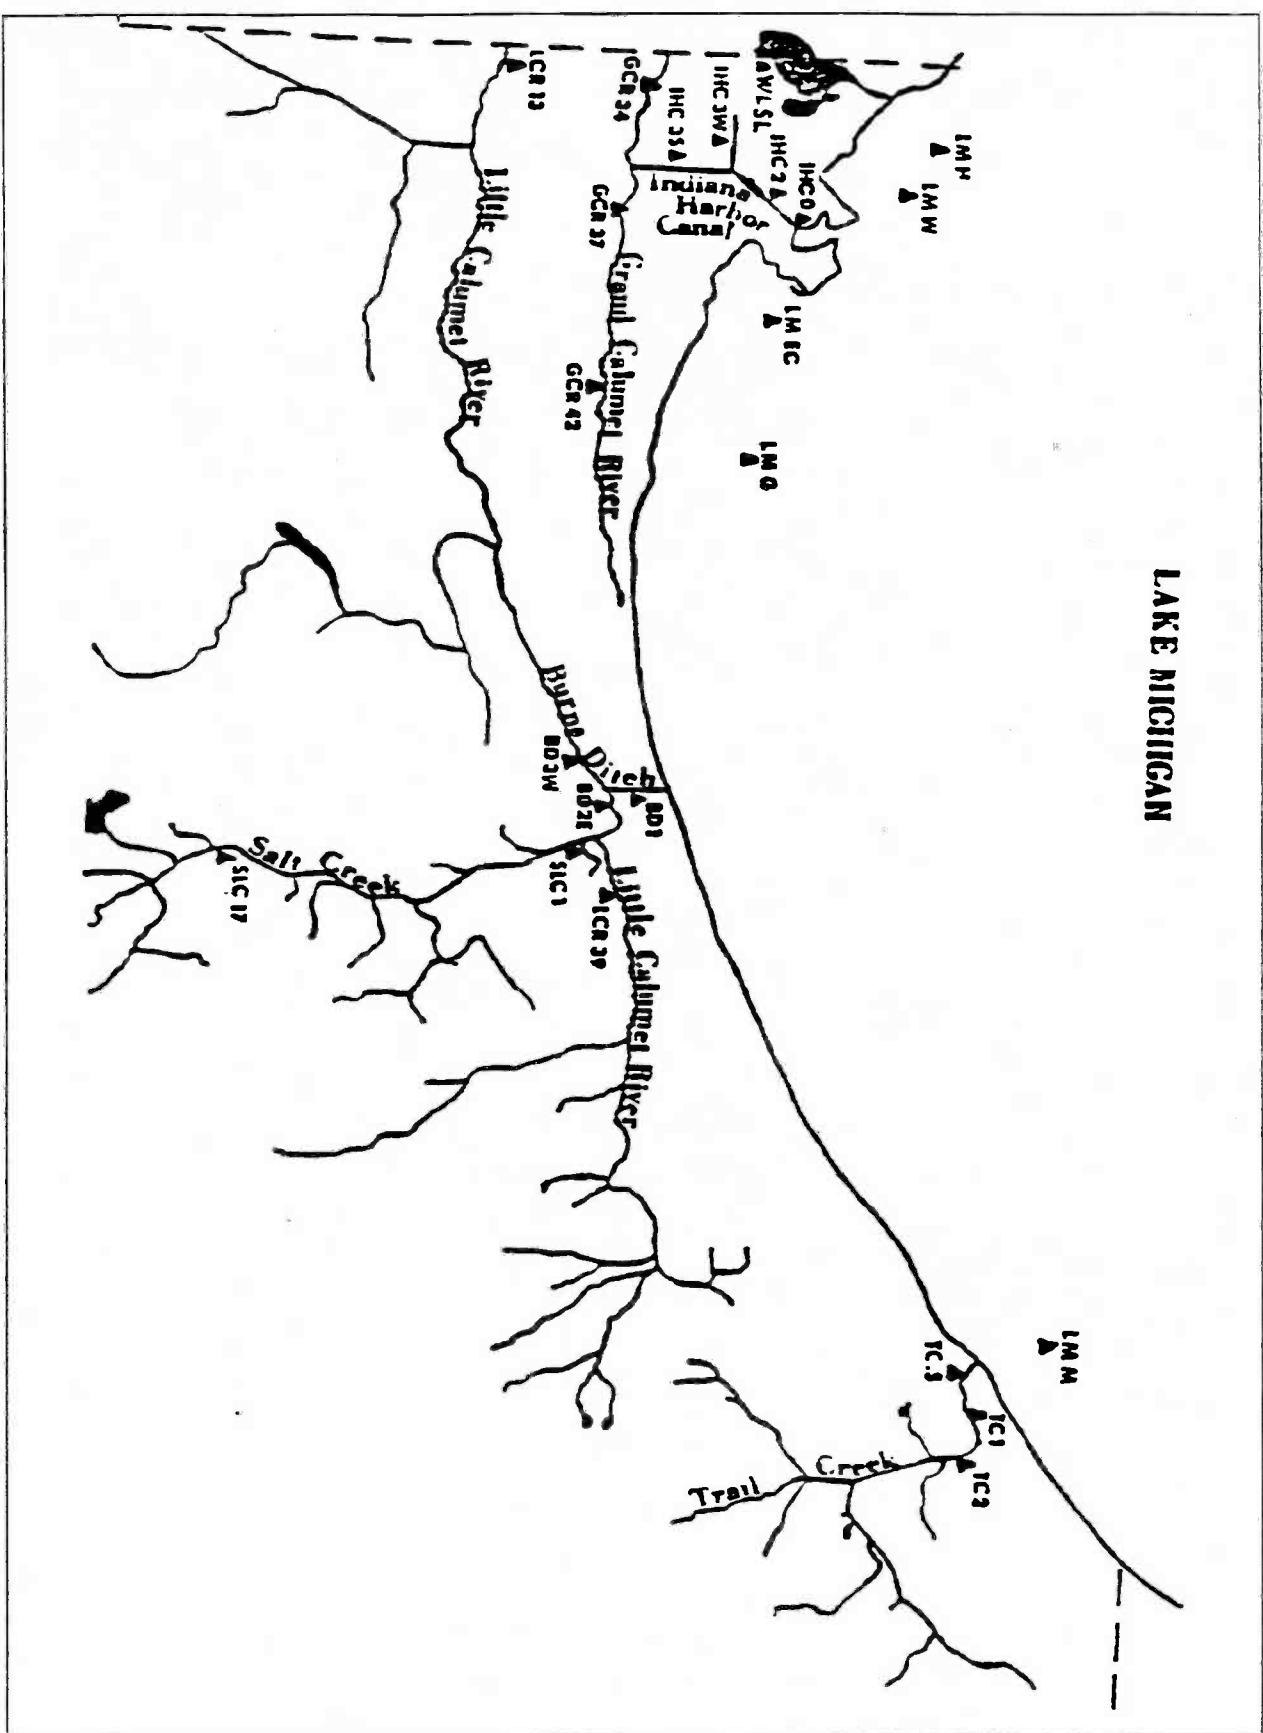 LAKE MICHIGAN
LM H
LM W
LM EC
LM G
LM M
WLSL
IHC 0
IHC 2
IHC 3W
IHC 3S
Indiana
Harbor
Canal
GCR 34
GCR 37
GCR 42
Grand Calumet River
LCR 13
Little Calumet River
Burns Ditch
BD 3W
BD 2E
BD 1
SLC 1
SLC 17
Salt Creek
LCR 39
Little Calumet River
TC .5
TC 1
TC 2
Trail Creek